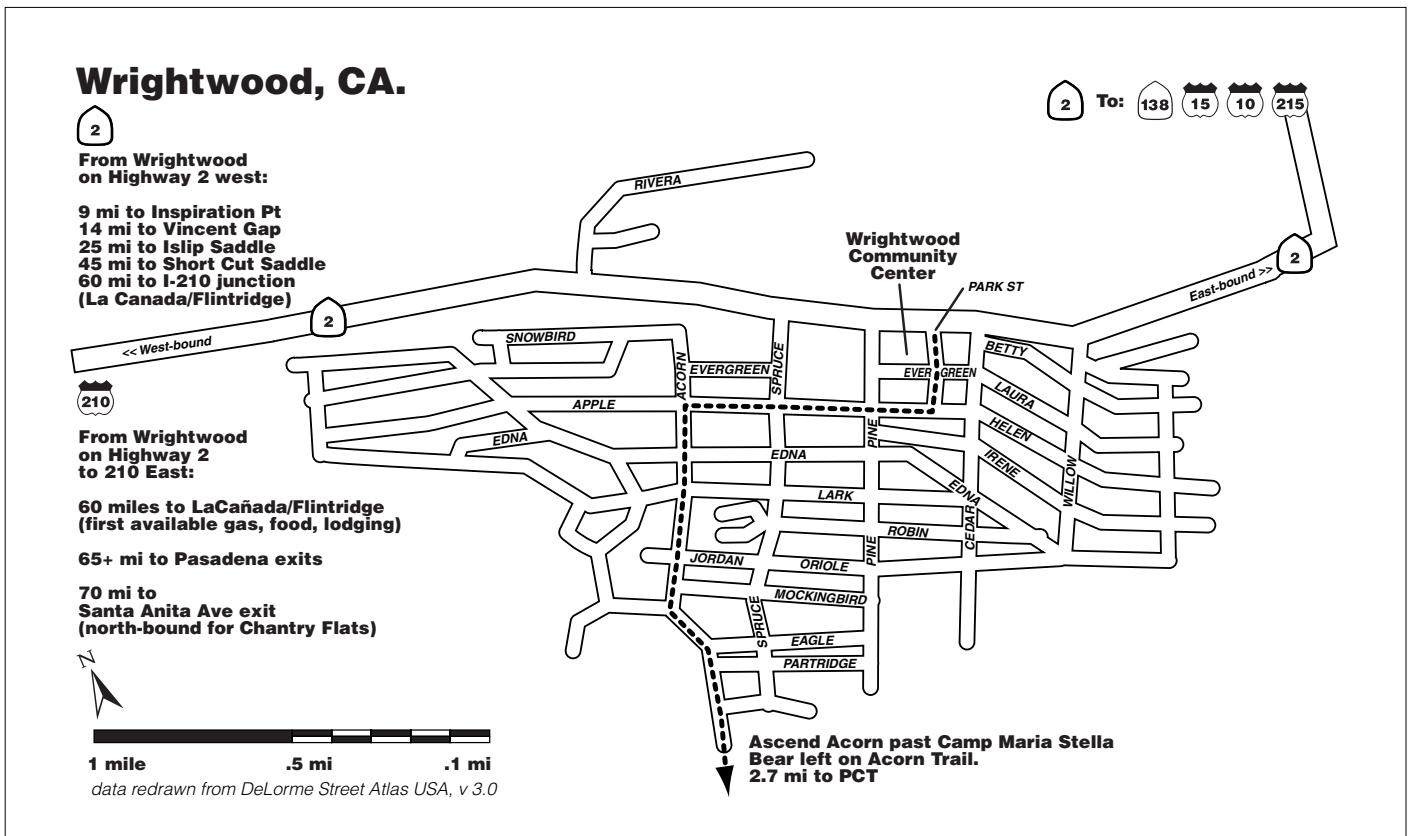 Wrightwood, CA.
2
From Wrightwood
on Highway 2 west:
9 mi to Inspiration Pt
14 mi to Vincent Gap
25 mi to Islip Saddle
45 mi to Short Cut Saddle
60 mi to I-210 junction
(La Canada/Flintridge)
2
<< West-bound
210
From Wrightwood
on Highway 2
to 210 East:
60 miles to LaCañada/Flintridge
(first available gas, food, lodging)
65+ mi to Pasadena exits
70 mi to
Santa Anita Ave exit
(north-bound for Chantry Flats)
N
1 mile .5 mi .1 mi
data redrawn from DeLorme Street Atlas USA, v 3.0
2 To: 138 15 10 215
RIVERA
Wrightwood
Community
Center
PARK ST
East-bound >>
2
SNOWBIRD
ACORN
EVERGREEN
SPRUCE
EVER GREEN
BETTY
LAURA
APPLE
PINE
HELEN
EDNA
EDNA
IRENE
WILLOW
LARK
EDNA
CEDAR
ROBIN
PINE
JORDAN
ORIOLE
MOCKINGBIRD
SPRUCE
EAGLE
PARTRIDGE
Ascend Acorn past Camp Maria Stella
Bear left on Acorn Trail.
2.7 mi to PCT